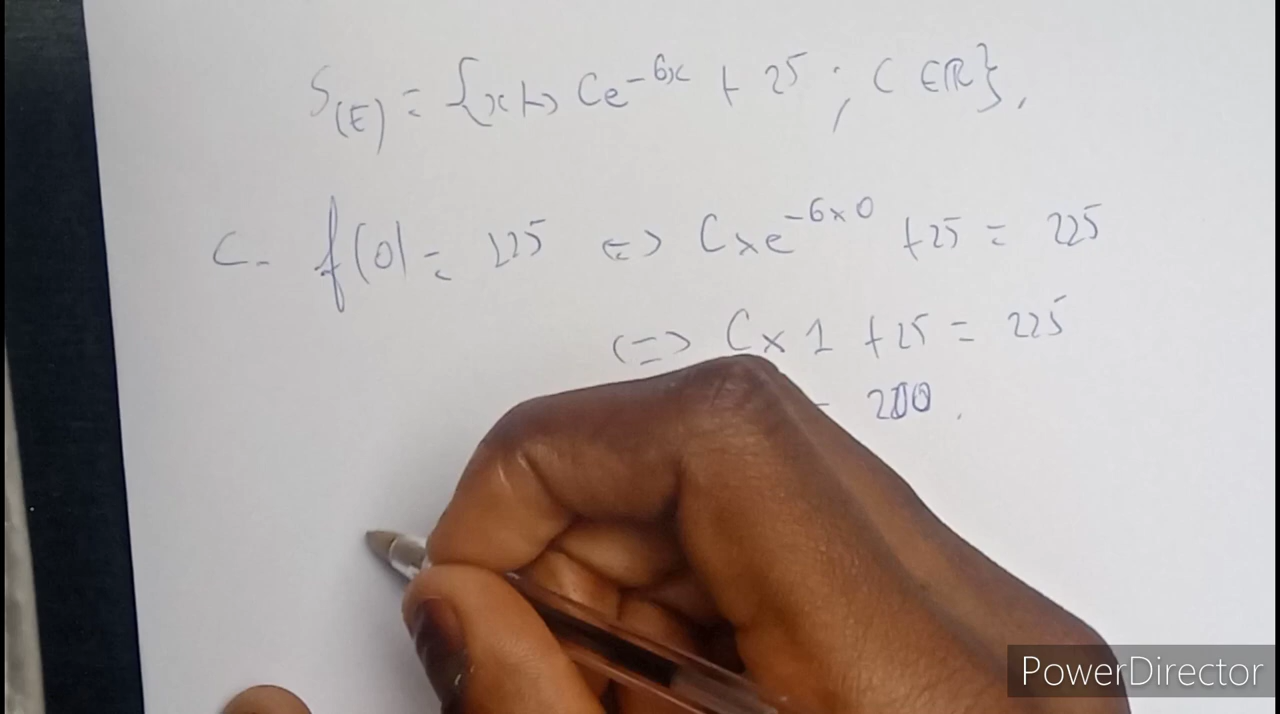 S(E) = {x ↦ Ce^{-6x} + 25 ; C ∈ ℝ},
C- f(0) = 225 ⇔ C×e^{-6×0} + 25 = 225
⇔ C × 1 + 25 = 225
= 200.
PowerDirector